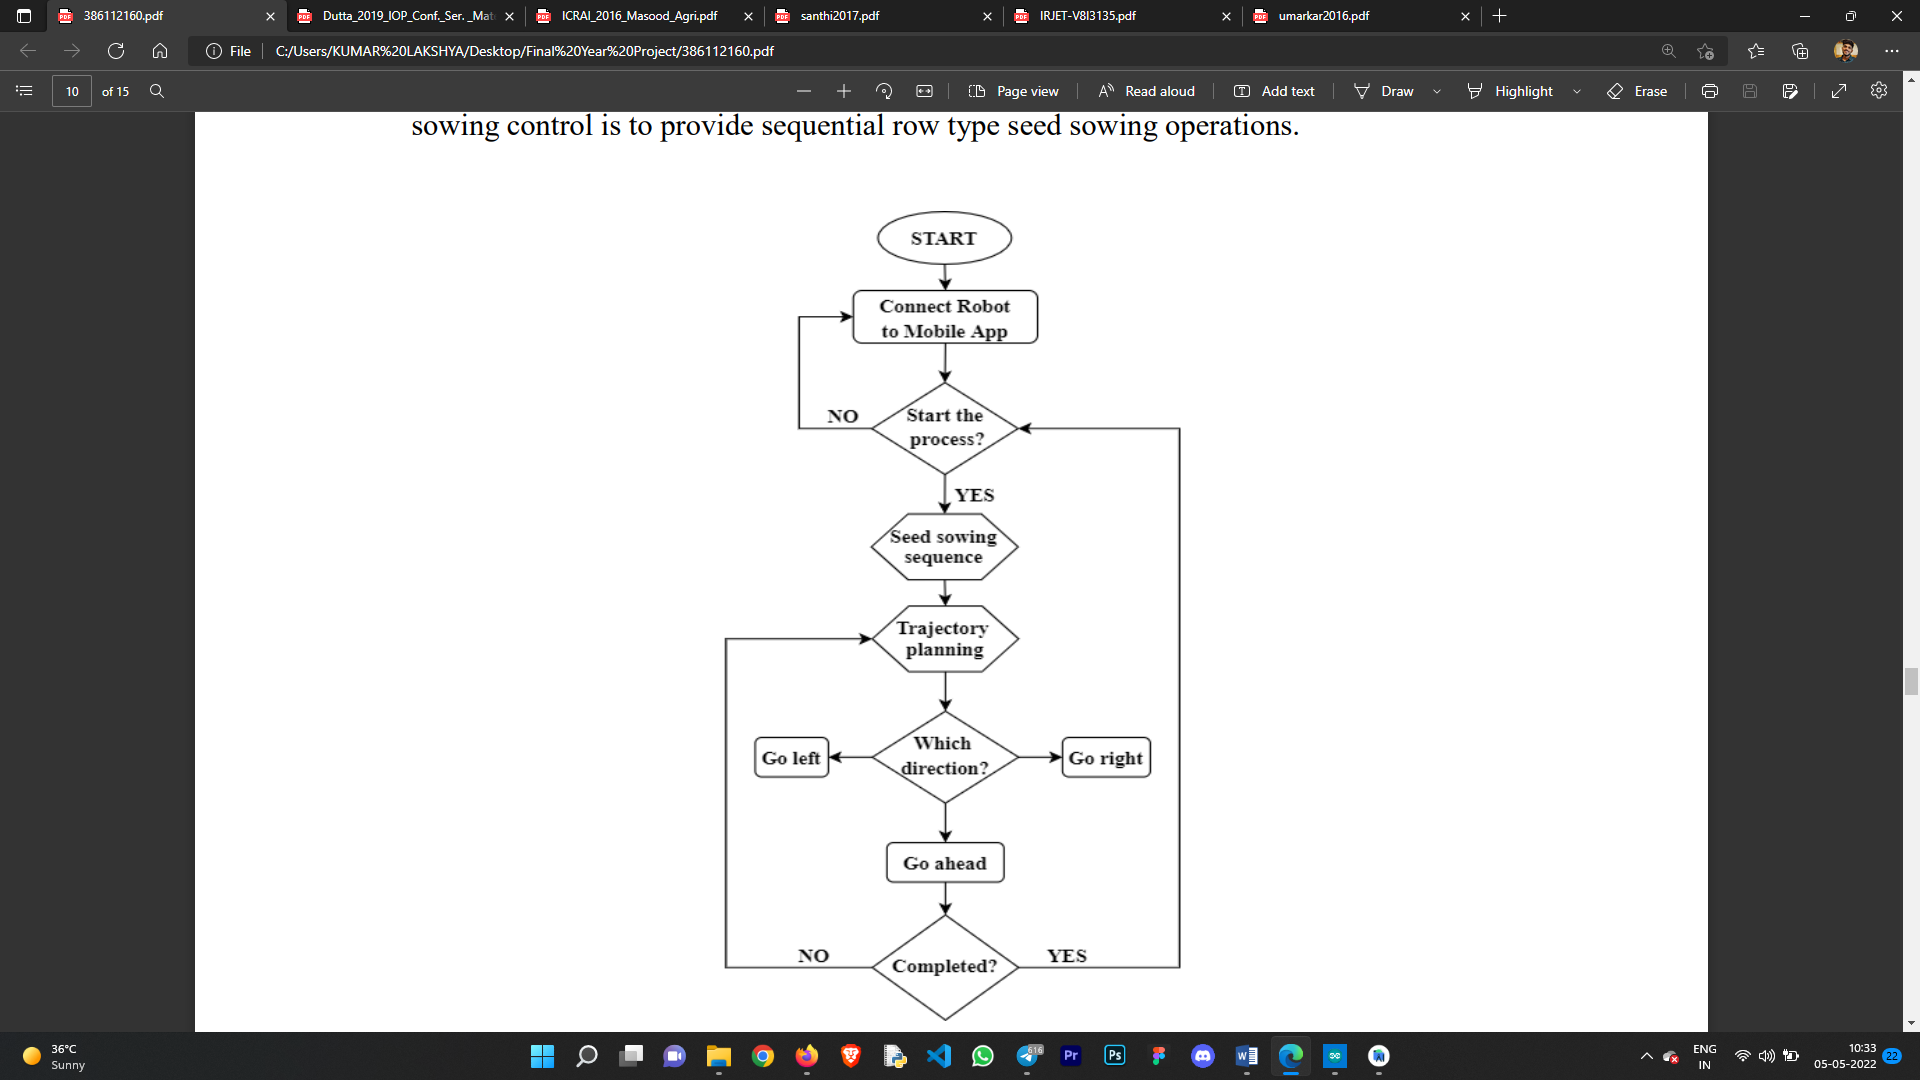 386112160.pdf
Dutta_2019_IOP_Conf._Ser._Mat
ICRAI_2016_Masood_Agri.pdf
santhi2017.pdf
IRJET-V8I3135.pdf
umarkar2016.pdf
File
C:/Users/KUMAR%20LAKSHYA/Desktop/Final%20Year%20Project/386112160.pdf
10 of 15
Page view
Read aloud
Add text
Draw
Highlight
Erase
sowing control is to provide sequential row type seed sowing operations.
START
Connect Robot
to Mobile App
NO
Start the
process?
YES
Seed sowing
sequence
Trajectory
planning
Go left
Which
direction?
Go right
Go ahead
NO
Completed?
YES
36°C
Sunny
616
Pr
Ps
ENG
IN
10:33
05-05-2022
22